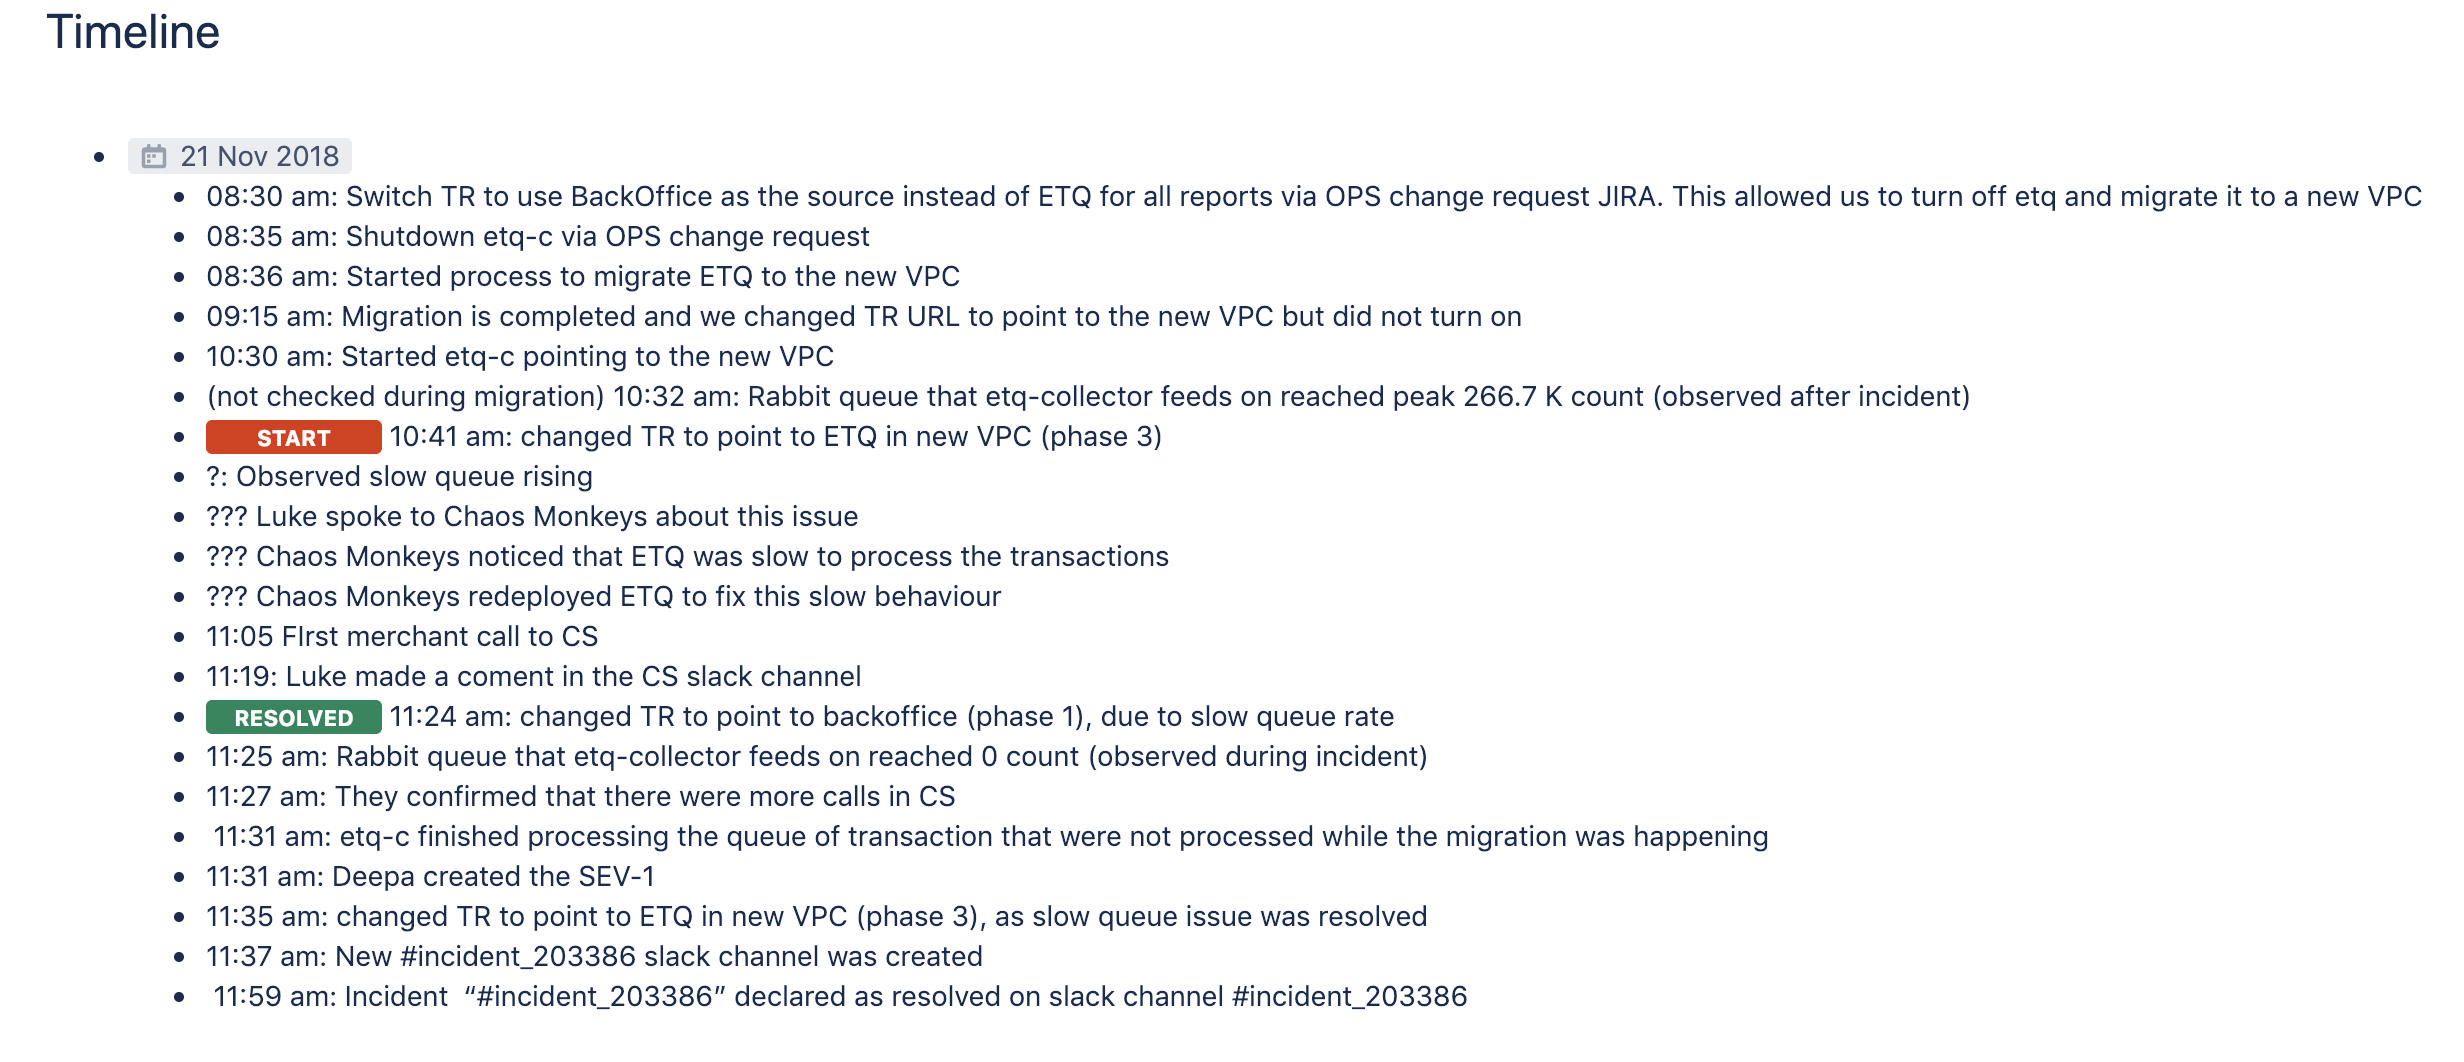 Timeline
21 Nov 2018
08:30 am: Switch TR to use BackOffice as the source instead of ETQ for all reports via OPS change request JIRA. This allowed us to turn off etq and migrate it to a new VPC
08:35 am: Shutdown etq-c via OPS change request
08:36 am: Started process to migrate ETQ to the new VPC
09:15 am: Migration is completed and we changed TR URL to point to the new VPC but did not turn on
10:30 am: Started etq-c pointing to the new VPC
(not checked during migration) 10:32 am: Rabbit queue that etq-collector feeds on reached peak 266.7 K count (observed after incident)
START 10:41 am: changed TR to point to ETQ in new VPC (phase 3)
?: Observed slow queue rising
??? Luke spoke to Chaos Monkeys about this issue
??? Chaos Monkeys noticed that ETQ was slow to process the transactions
??? Chaos Monkeys redeployed ETQ to fix this slow behaviour
11:05 FIrst merchant call to CS
11:19: Luke made a coment in the CS slack channel
RESOLVED 11:24 am: changed TR to point to backoffice (phase 1), due to slow queue rate
11:25 am: Rabbit queue that etq-collector feeds on reached 0 count (observed during incident)
11:27 am: They confirmed that there were more calls in CS
11:31 am: etq-c finished processing the queue of transaction that were not processed while the migration was happening
11:31 am: Deepa created the SEV-1
11:35 am: changed TR to point to ETQ in new VPC (phase 3), as slow queue issue was resolved
11:37 am: New #incident_203386 slack channel was created
11:59 am: Incident “#incident_203386” declared as resolved on slack channel #incident_203386